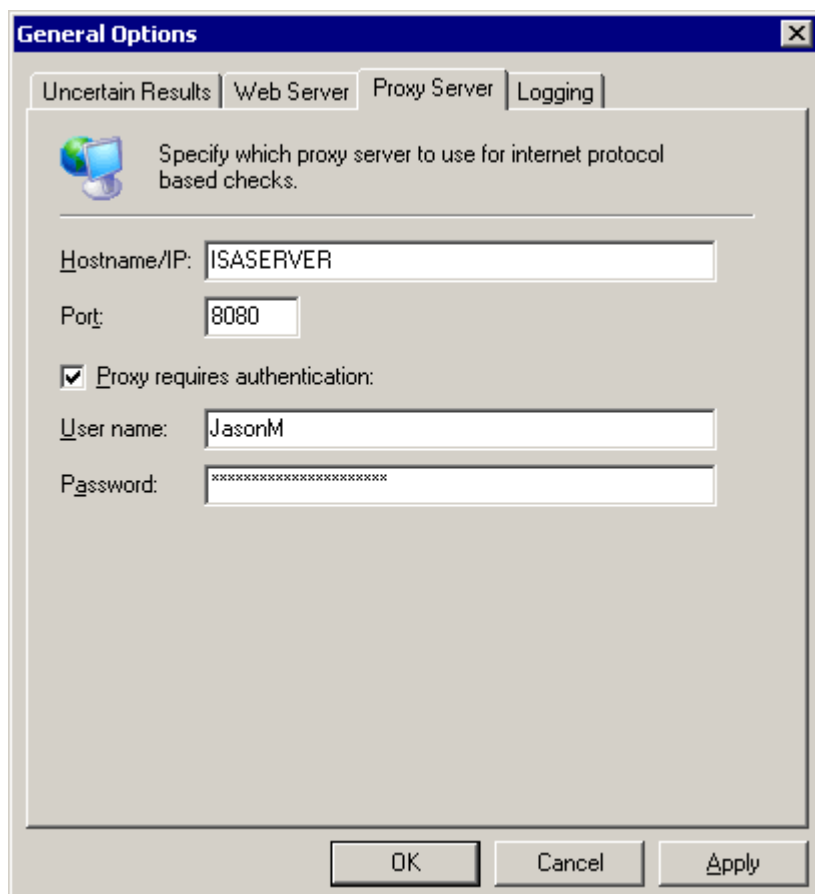 General Options
Uncertain Results Web Server Proxy Server Logging
Specify which proxy server to use for internet protocol
based checks.
Hostname/IP: ISASERVER
Port: 8080
Proxy requires authentication:
User name: JasonM
Password: **********************
OK Cancel Apply